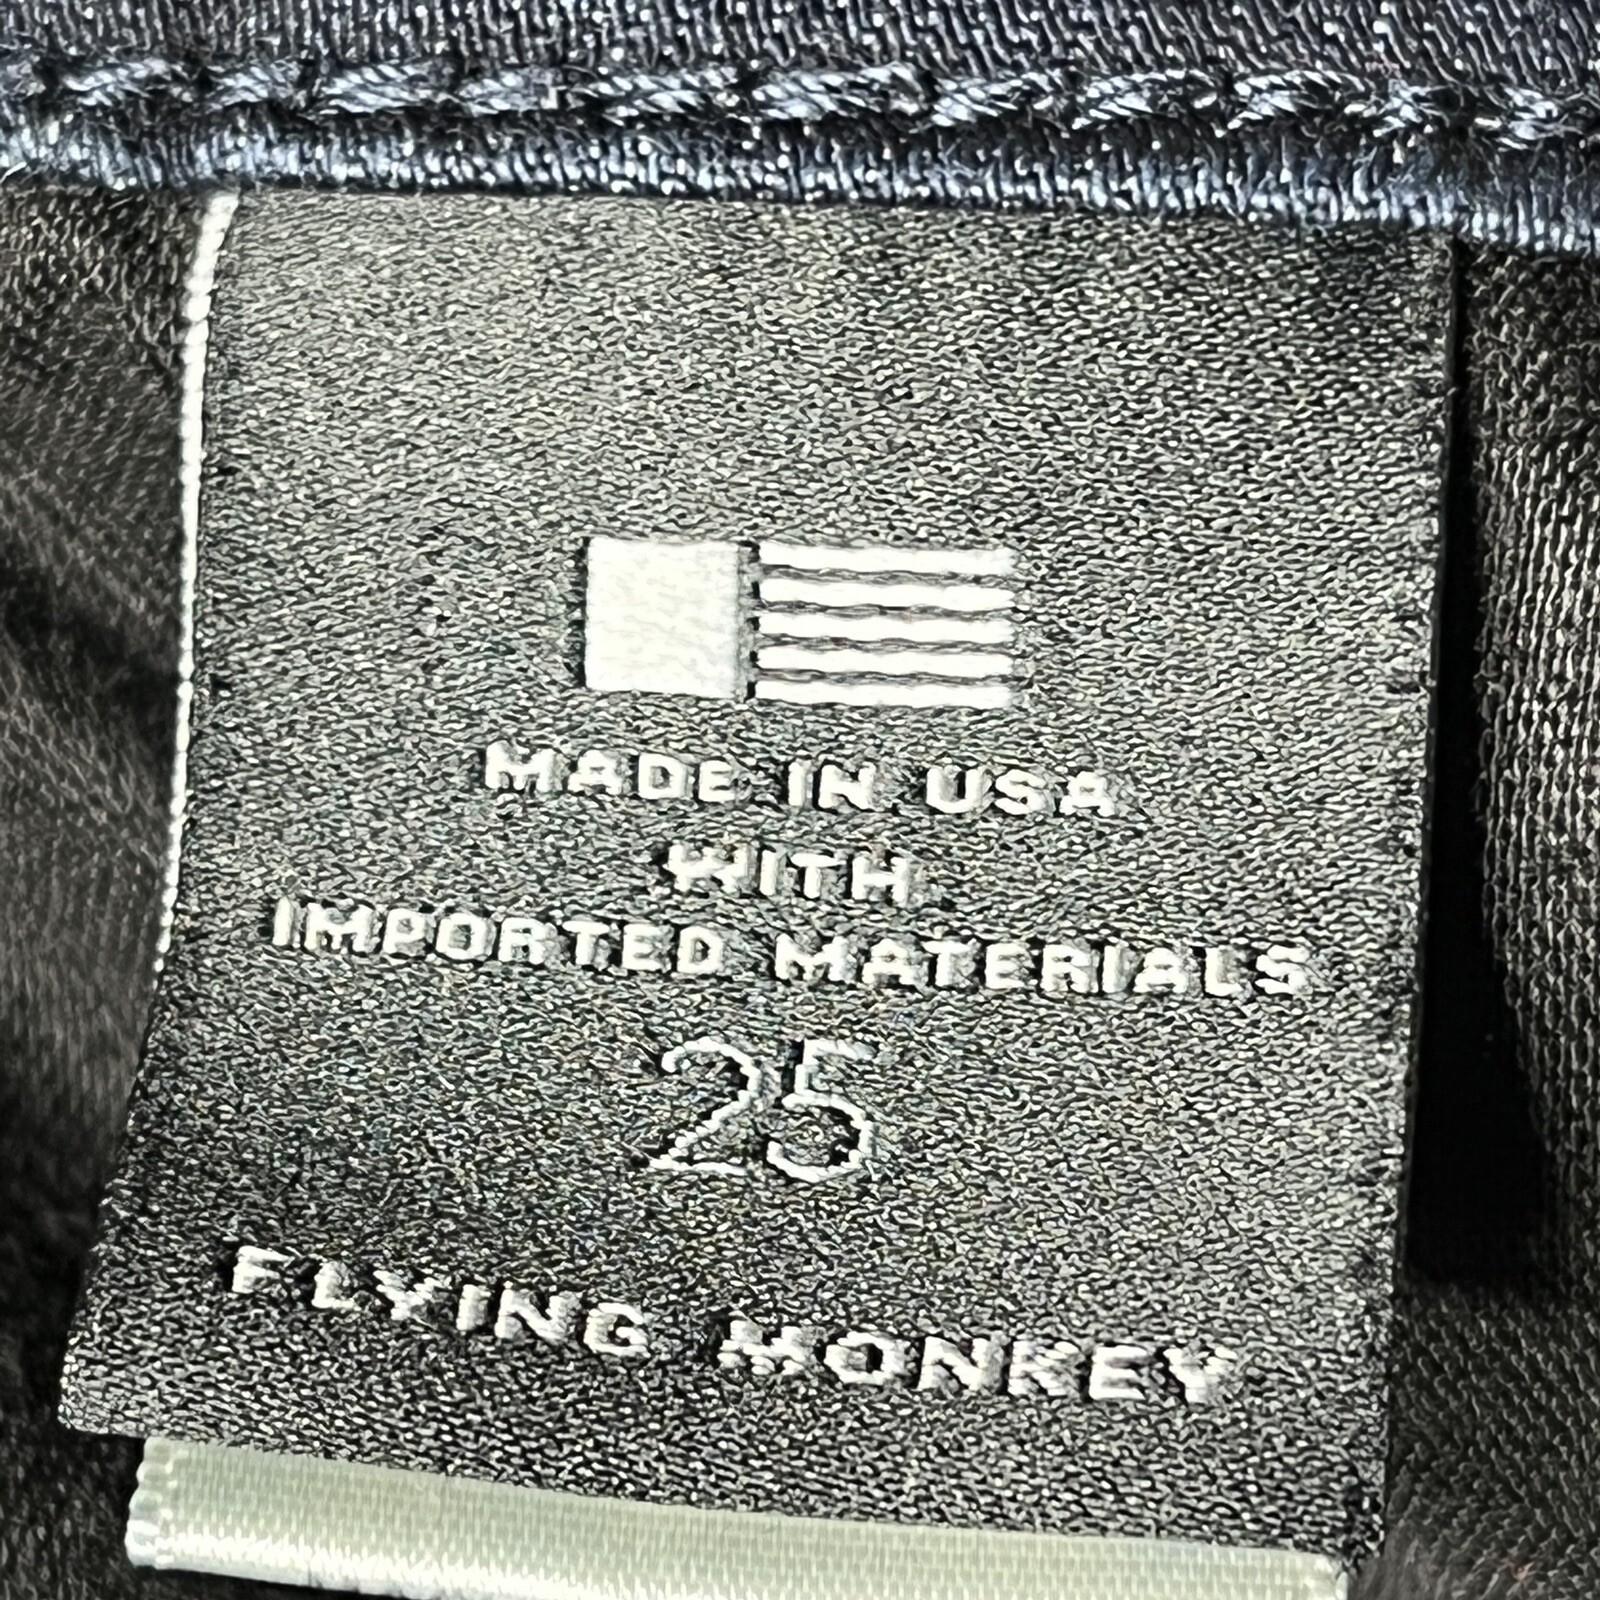 MADE IN USA
WITH
IMPORTED MATERIALS
25
FLYING MONKEY